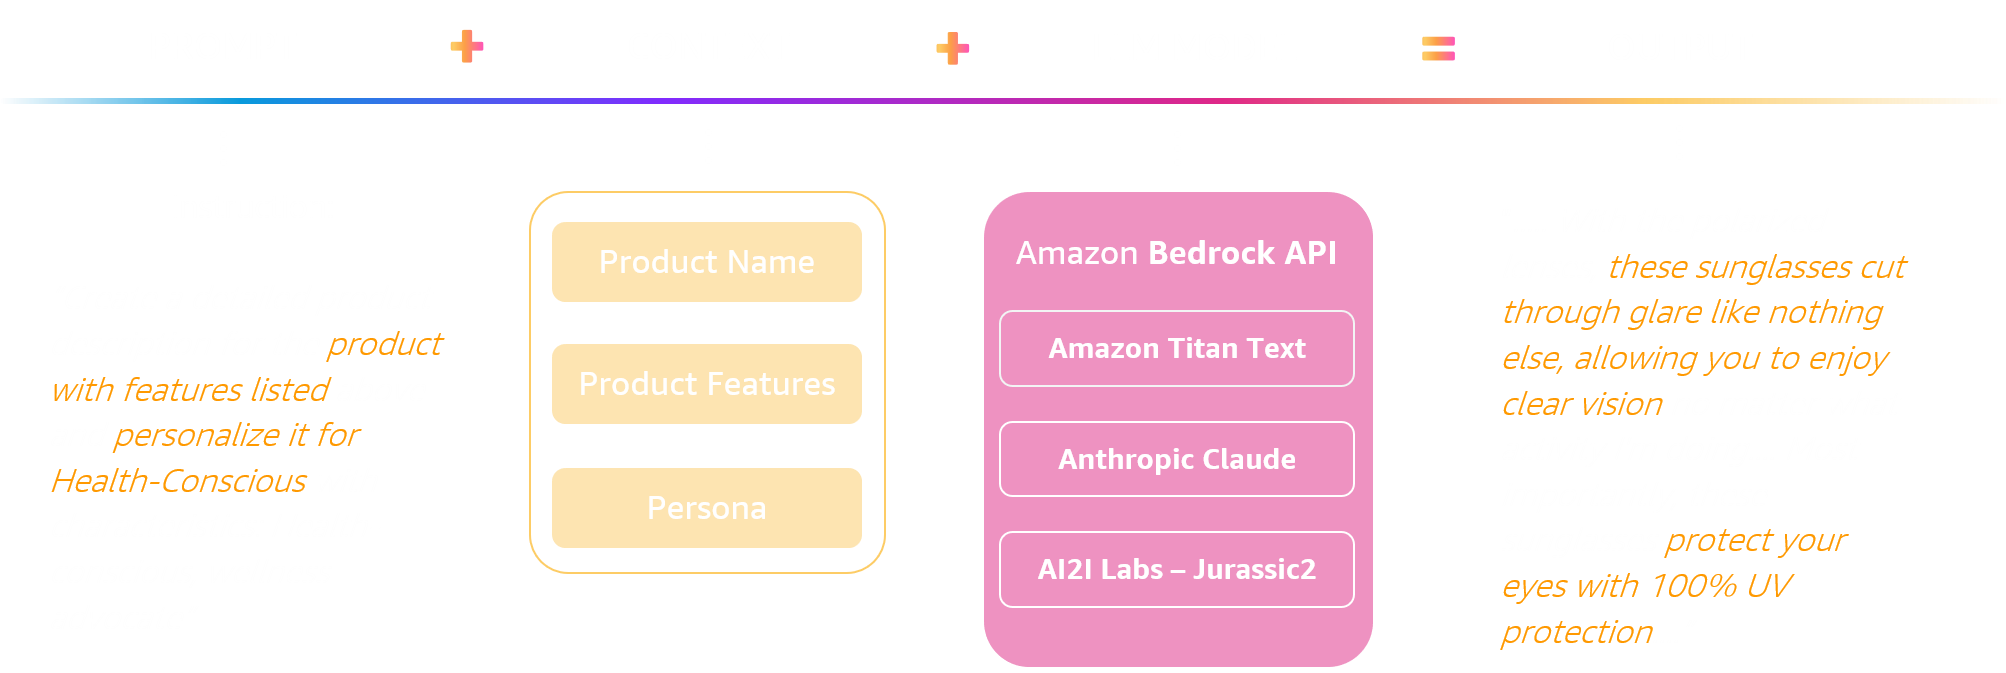 product
with features listed
personalize it for
Health-Conscious
Product Name
Product Features
Persona
Amazon Bedrock API
Amazon Titan Text
Anthropic Claude
AI2I Labs – Jurassic2
these sunglasses cut
through glare like nothing
else, allowing you to enjoy
clear vision
protect your
eyes with 100% UV
protection